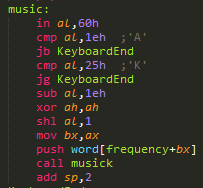 music:
in al,60h
cmp al,1eh ;'A'
jb KeyboardEnd
cmp al,25h ;'K'
jg KeyboardEnd
sub al,1eh
xor ah,ah
shl al,1
mov bx,ax
push word[frequency+bx]
call musick
add sp,2